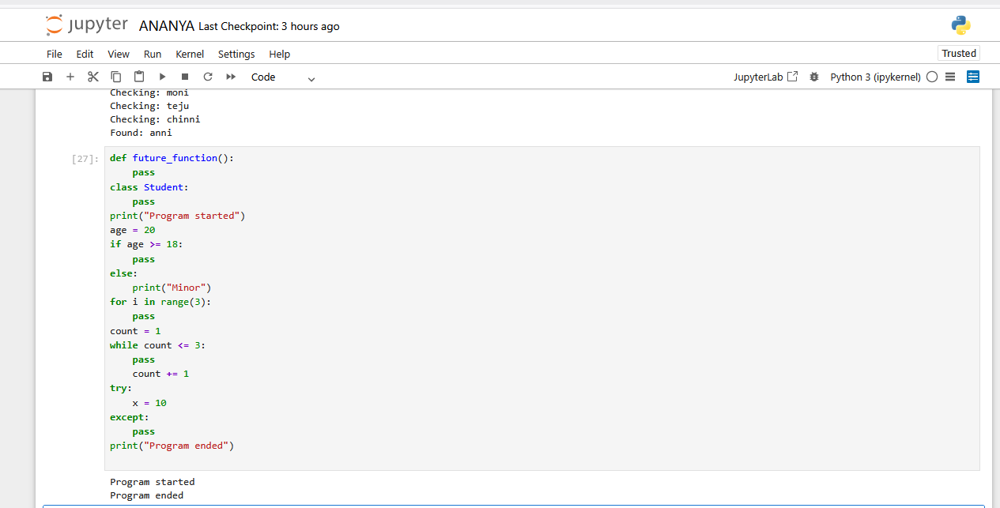 jupyter ANANYA Last Checkpoint: 3 hours ago
File Edit View Run Kernel Settings Help Trusted
Code JupyterLab Python 3 (ipykernel)
Checking: moni
Checking: teju
Checking: chinni
Found: anni
[27]: def future_function():
    pass
class Student:
    pass
print("Program started")
age = 20
if age >= 18:
    pass
else:
    print("Minor")
for i in range(3):
    pass
count = 1
while count <= 3:
    pass
    count += 1
try:
    x = 10
except:
    pass
print("Program ended")
Program started
Program ended